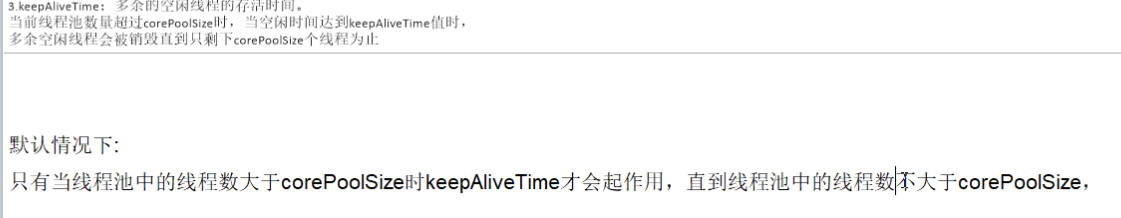 3.keepAliveTime：多余的空闲线程的存活时间。
当前线程池数量超过corePoolSize时，当空闲时间达到keepAliveTime值时，
多余空闲线程会被销毁直到只剩下corePoolSize个线程为止
默认情况下:
只有当线程池中的线程数大于corePoolSize时keepAliveTime才会起作用，直到线程池中的线程数不大于corePoolSize，